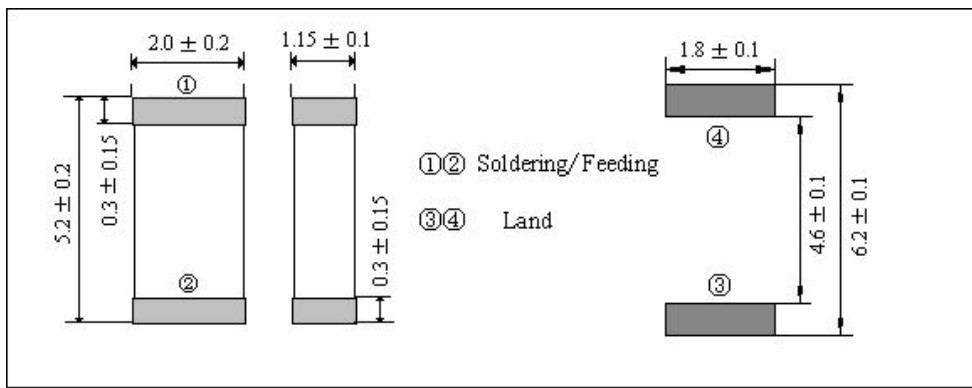 2.0 ± 0.2
1.15 ± 0.1
1.8 ± 0.1
①
5.2 ± 0.2
0.3 ± 0.15
②
0.3 ± 0.15
①② Soldering/Feeding
③④ Land
④
③
4.6 ± 0.1
6.2 ± 0.1